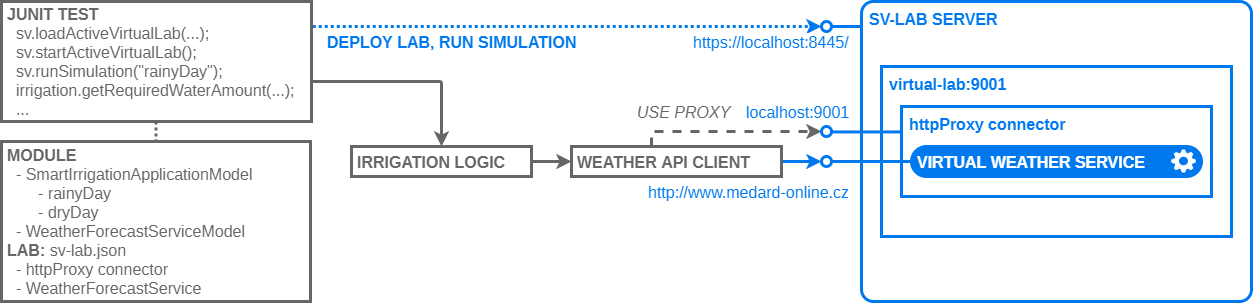 JUNIT TEST
sv.loadActiveVirtualLab(...);
sv.startActiveVirtualLab();
sv.runSimulation("rainyDay");
irrigation.getRequiredWaterAmount(...);
...
MODULE
- SmartIrrigationApplicationModel
- rainyDay
- dryDay
- WeatherForecastServiceModel
LAB: sv-lab.json
- httpProxy connector
- WeatherForecastService
DEPLOY LAB, RUN SIMULATION
https://localhost:8445/
USE PROXY
localhost:9001
IRRIGATION LOGIC
WEATHER API CLIENT
http://www.medard-online.cz
SV-LAB SERVER
virtual-lab:9001
httpProxy connector
VIRTUAL WEATHER SERVICE